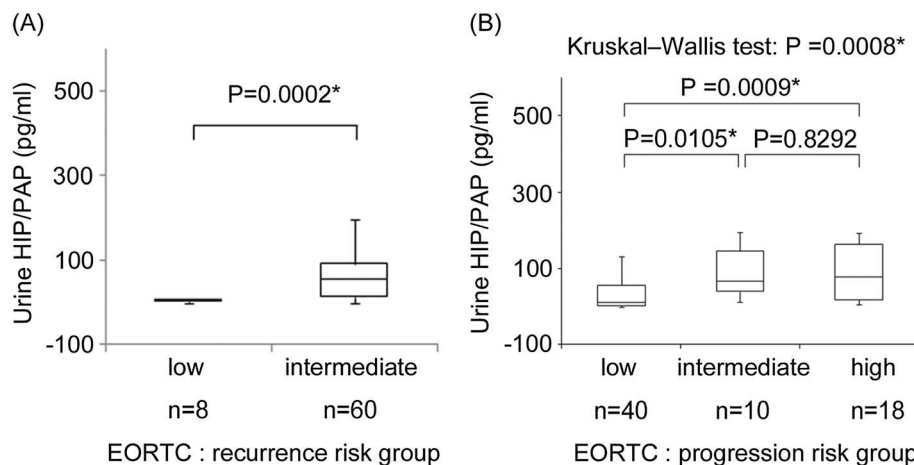 (A)
Urine HIP/PAP (pg/ml)
500
300
100
-100
P=0.0002*
low intermediate
n=8 n=60
EORTC : recurrence risk group
(B)
Kruskal–Wallis test: P =0.0008*
Urine HIP/PAP (pg/ml)
500
300
100
-100
P =0.0009*
P=0.0105* P=0.8292
low intermediate high
n=40 n=10 n=18
EORTC : progression risk group